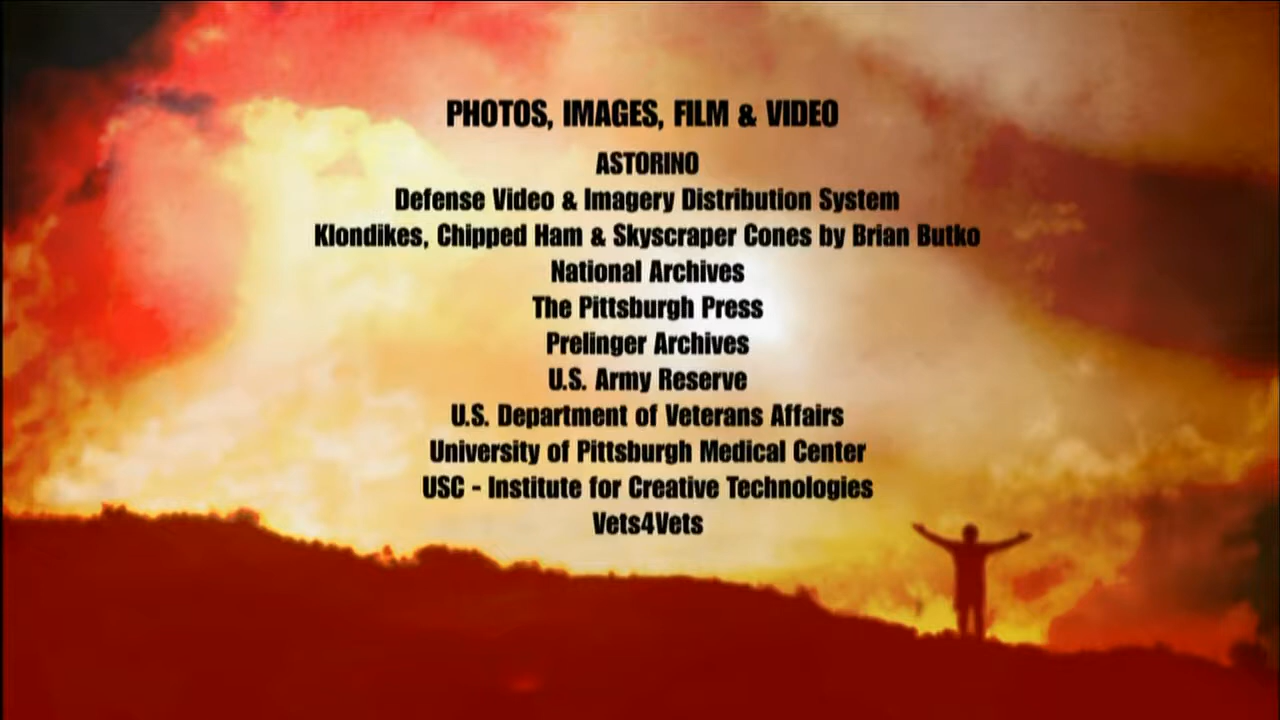 PHOTOS, IMAGES, FILM & VIDEO
ASTORINO
Defense Video & Imagery Distribution System
Klondikes, Chipped Ham & Skyscraper Cones by Brian Butko
National Archives
The Pittsburgh Press
Prelinger Archives
U.S. Army Reserve
U.S. Department of Veterans Affairs
University of Pittsburgh Medical Center
USC - Institute for Creative Technologies
Vets4Vets